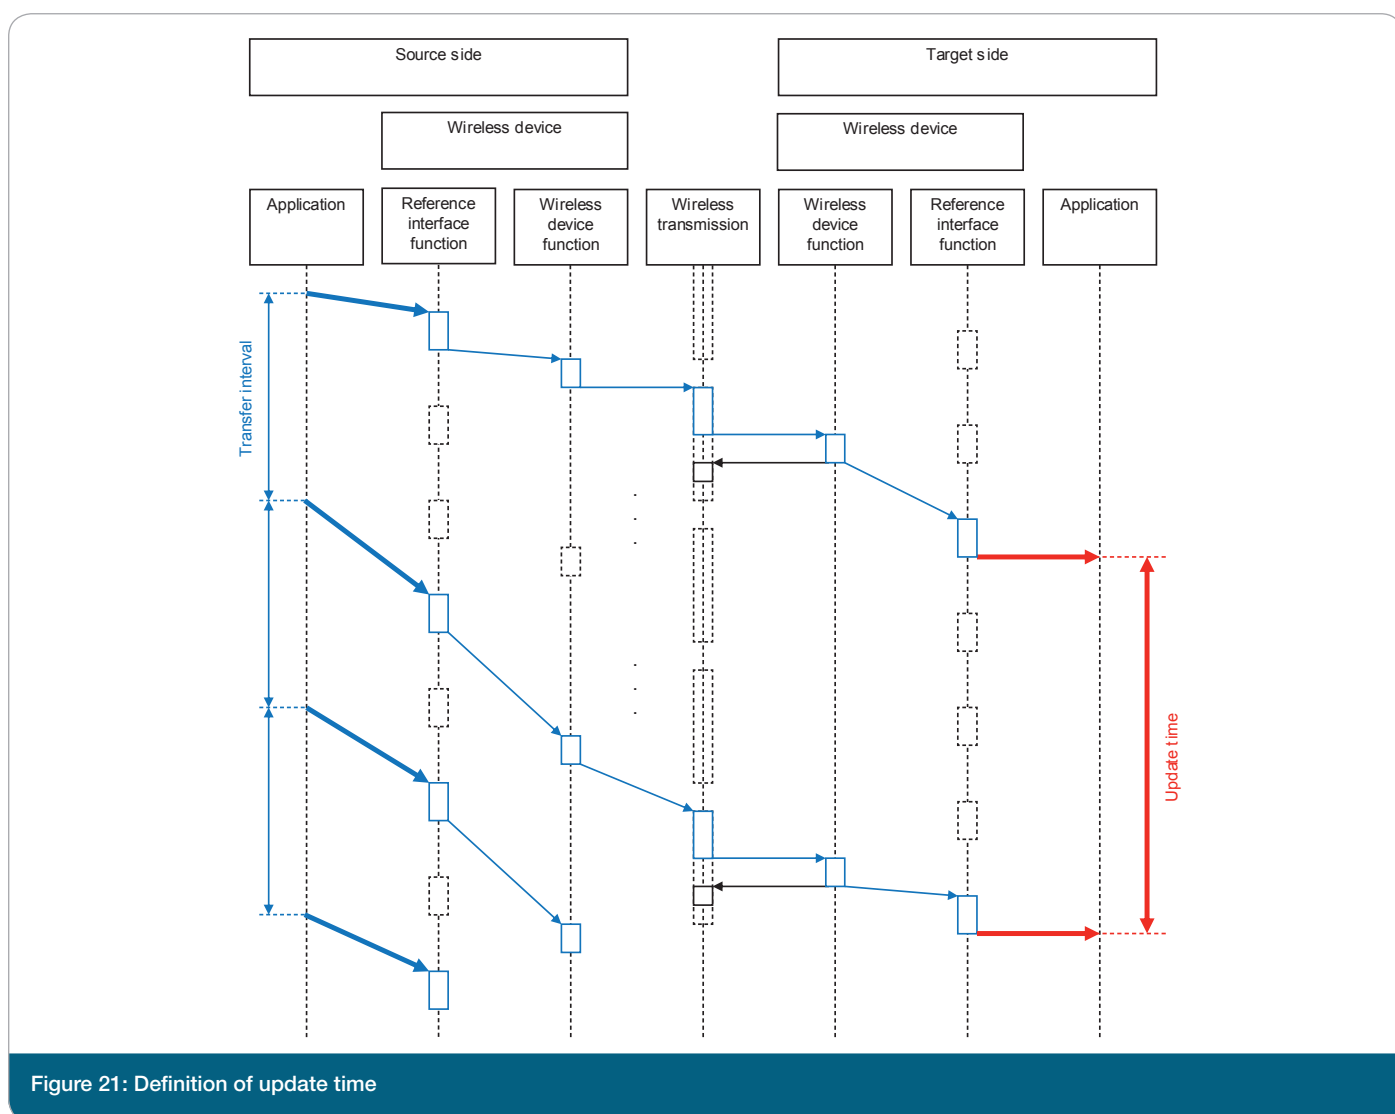 Source side
Target side
Wireless device
Wireless device
Application
Reference
interface
function
Wireless
device
function
Wireless
transmission
Wireless
device
function
Reference
interface
function
Application
Transfer interval
Update time
Figure 21: Definition of update time